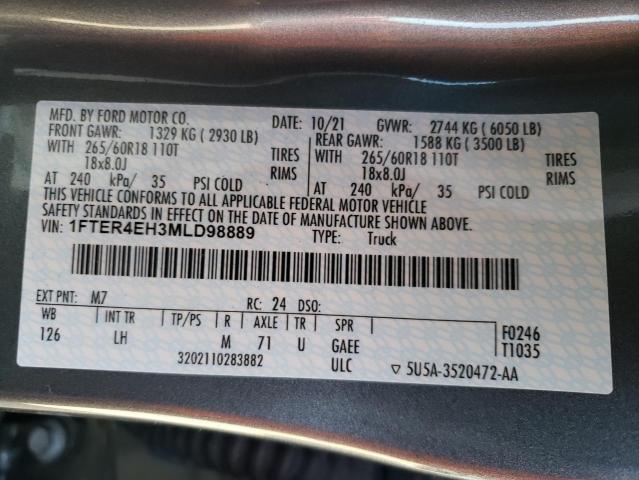 MFD. BY FORD MOTOR CO. DATE: 10/21 GVWR: 2744 KG ( 6050 LB)
FRONT GAWR: 1329 KG ( 2930 LB) REAR GAWR: 1588 KG ( 3500 LB)
WITH 265/60R18 110T TIRES WITH 265/60R18 110T TIRES
18x8.0J RIMS 18x8.0J RIMS
AT 240 kPa/ 35 PSI COLD AT 240 kPa/ 35 PSI COLD
THIS VEHICLE CONFORMS TO ALL APPLICABLE FEDERAL MOTOR VEHICLE
SAFETY STANDARDS IN EFFECT ON THE DATE OF MANUFACTURE SHOWN ABOVE.
VIN: 1FTER4EH3MLD98889 TYPE: Truck
EXT PNT: M7 RC: 24 DSO:
WB INT TR TP/PS R AXLE TR SPR F0246
126 LH M 71 U GAEE T1035
3202110283882 ULC ▽ 5U5A-3520472-AA